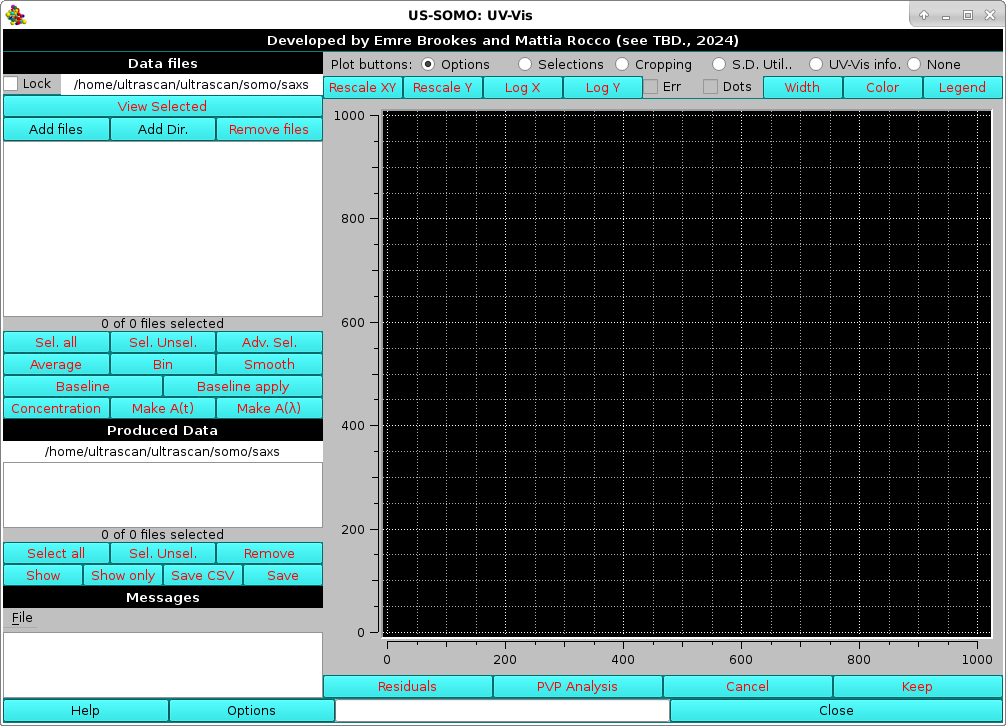 US-SOMO: UV-Vis
Developed by Emre Brookes and Mattia Rocco (see TBD., 2024)
Data files
Lock /home/ultrascan/ultrascan/somo/saxs
View Selected
Add files Add Dir. Remove files
0 of 0 files selected
Sel. all Sel. Unsel. Adv. Sel.
Average Bin Smooth
Baseline Baseline apply
Concentration Make A(t) Make A(λ)
Produced Data
/home/ultrascan/ultrascan/somo/saxs
0 of 0 files selected
Select all Sel. Unsel. Remove
Show Show only Save CSV Save
Messages
File
Plot buttons: Options Selections Cropping S.D. Util.. UV-Vis info. None
Rescale XY Rescale Y Log X Log Y Err Dots Width Color Legend
1000
800
600
400
200
0
0 200 400 600 800 1000
Residuals PVP Analysis Cancel Keep
Help Options Close